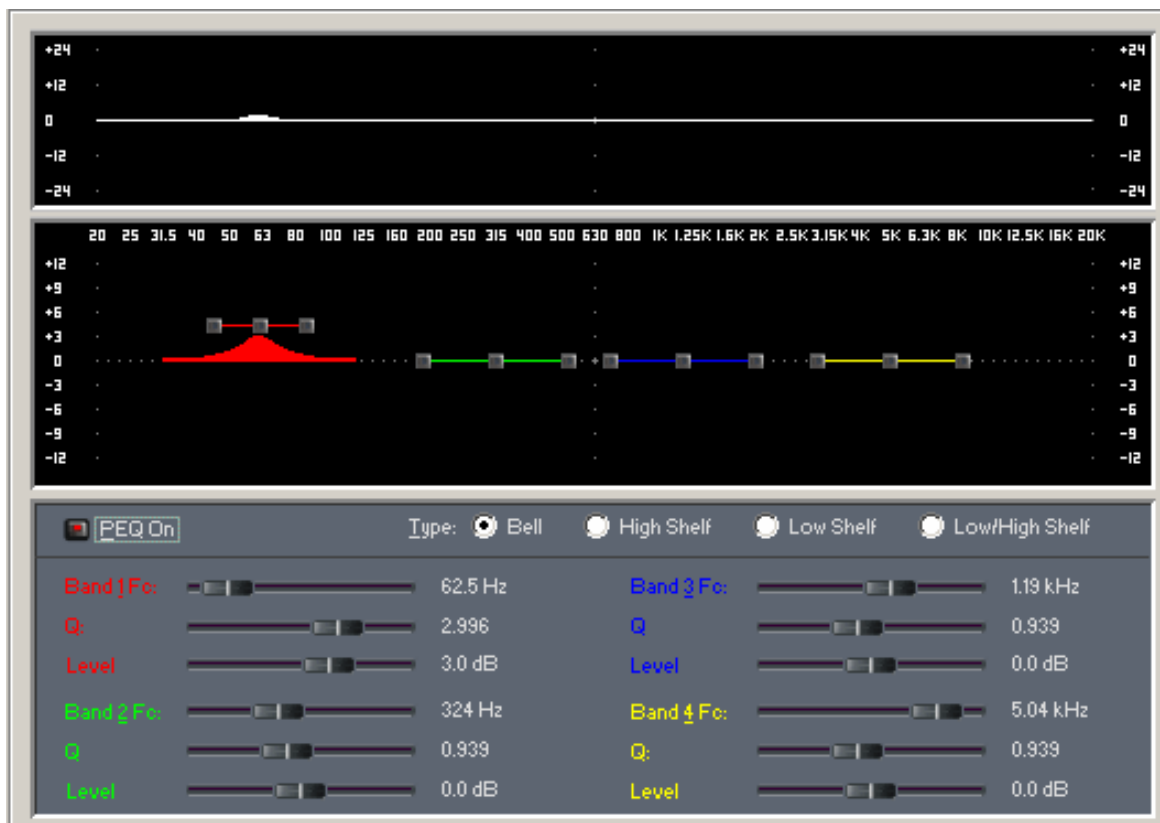 +24 +24
+12 +12
0 0
-12 -12
-24 -24
20 25 31.5 40 50 63 80 100 125 160 200 250 315 400 500 630 800 1K 1.25K 1.6K 2K 2.5K 3.15K 4K 5K 6.3K 8K 10K 12.5K 16K 20K
+12 +12
+9 +9
+6 +6
+3 +3
0 0
-3 -3
-6 -6
-9 -9
-12 -12
PEQ On Type: Bell High Shelf Low Shelf Low/High Shelf
Band 1 Fc: 62.5 Hz Band 3 Fc: 1.19 kHz
Q: 2.996 Q 0.939
Level 3.0 dB Level 0.0 dB
Band 2 Fc: 324 Hz Band 4 Fc: 5.04 kHz
Q 0.939 Q: 0.939
Level 0.0 dB Level 0.0 dB